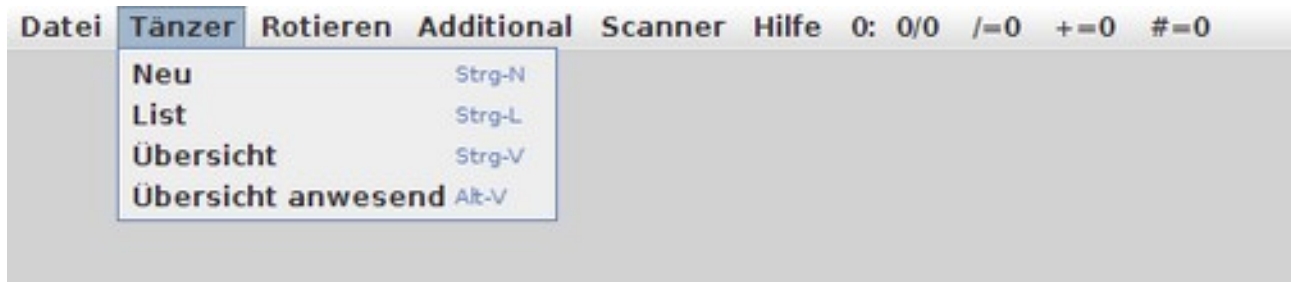 Datei Tänzer Rotieren Additional Scanner Hilfe 0: 0/0 /=0 +=0 #=0
Neu Strg-N
List Strg-L
Übersicht Strg-V
Übersicht anwesend Alt-V